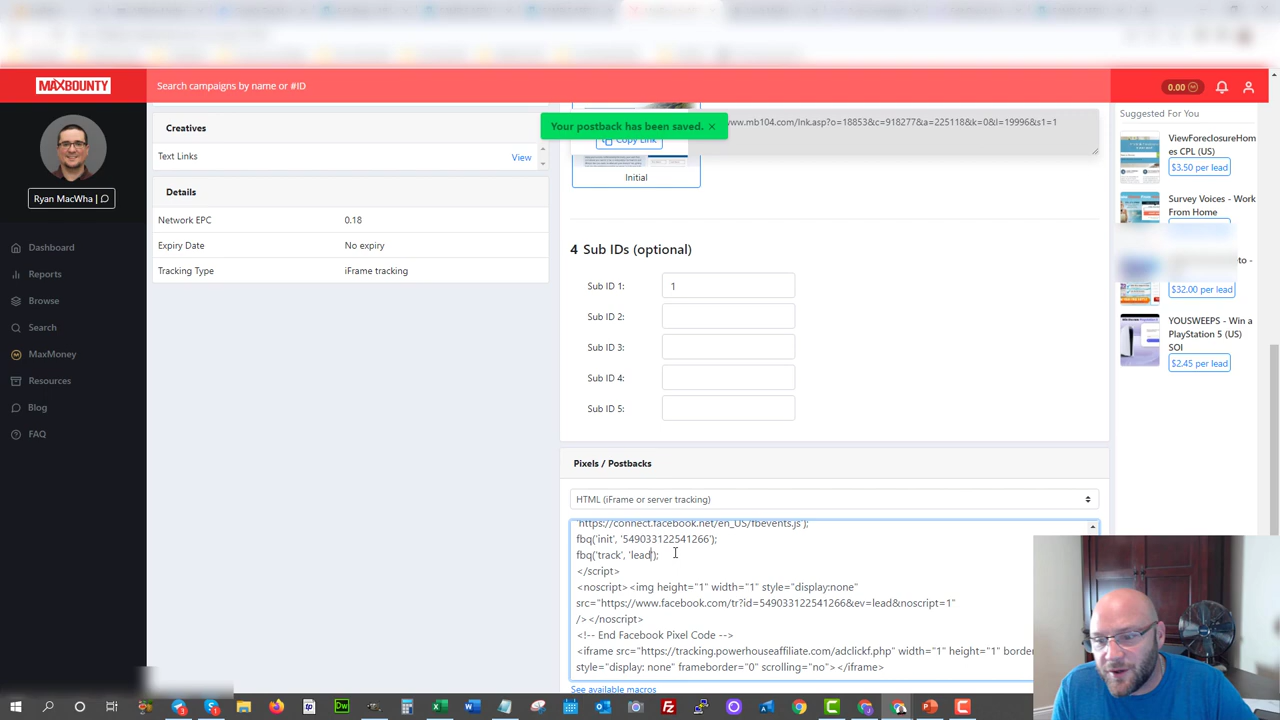 MAXBOUNTY
Search campaigns by name or #ID
0.00
Ryan MacWha |
Dashboard
Reports
Browse
Search
MaxMoney
Resources
Blog
FAQ
Creatives
Text Links
View
Details
Network EPC
0.18
Expiry Date
No expiry
Tracking Type
iFrame tracking
Your postback has been saved. ×
www.mb104.com/lnk.asp?o=18853&c=918277&a=225118&k=0&l=19996&s1=1
Copy Link
Initial
4 Sub IDs (optional)
Sub ID 1:
1
Sub ID 2:
Sub ID 3:
Sub ID 4:
Sub ID 5:
Pixels / Postbacks
HTML (iFrame or server tracking)
'https://connect.facebook.net/en_US/fbevents.js');
fbq('init', '549033122541266');
fbq('track', 'lead');
</script>
<noscript><img height="1" width="1" style="display:none"
src="https://www.facebook.com/tr?id=549033122541266&ev=lead&noscript=1"
/></noscript>
<!-- End Facebook Pixel Code -->
<iframe src="https://tracking.powerhouseaffiliate.com/adclickf.php" width="1" height="1" border
style="display: none" frameborder="0" scrolling="no"></iframe>
See available macros
Suggested For You
ViewForeclosureHom
es CPL (US)
$3.50 per lead
Survey Voices - Work
From Home
$32.00 per lead
YOUSWEEPS - Win a
PlayStation 5 (US)
SOI
$2.45 per lead